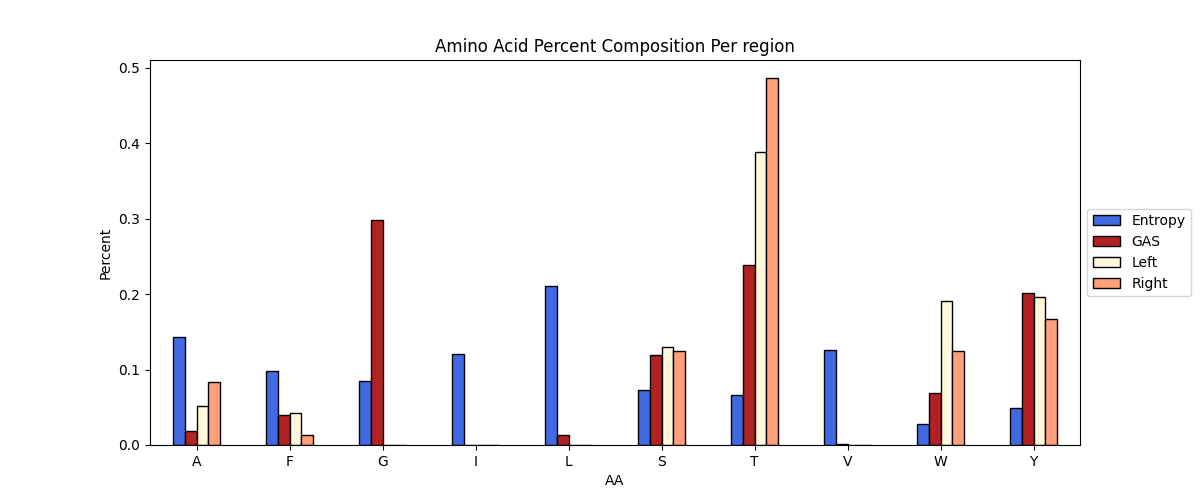 Amino Acid Percent Composition Per region
Percent
0.5
0.4
0.3
0.2
0.1
0.0
A F G I L S T V W Y
AA
Entropy
GAS
Left
Right